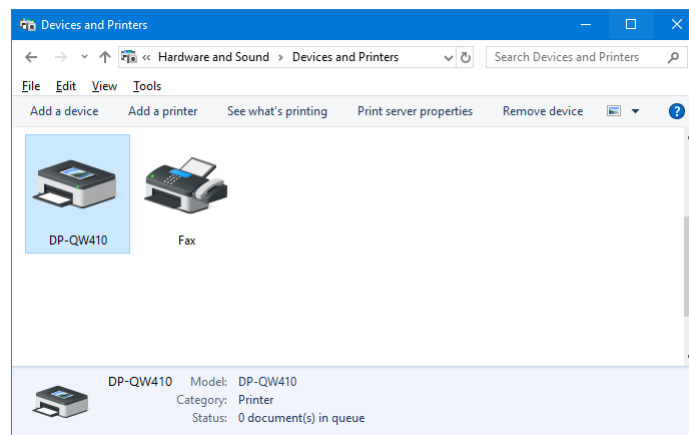 Devices and Printers
« Hardware and Sound > Devices and Printers Search Devices and Printers
File Edit View Tools
Add a device Add a printer See what's printing Print server properties Remove device ?
DP-QW410 Fax
DP-QW410 Model: DP-QW410
Category: Printer
Status: 0 document(s) in queue